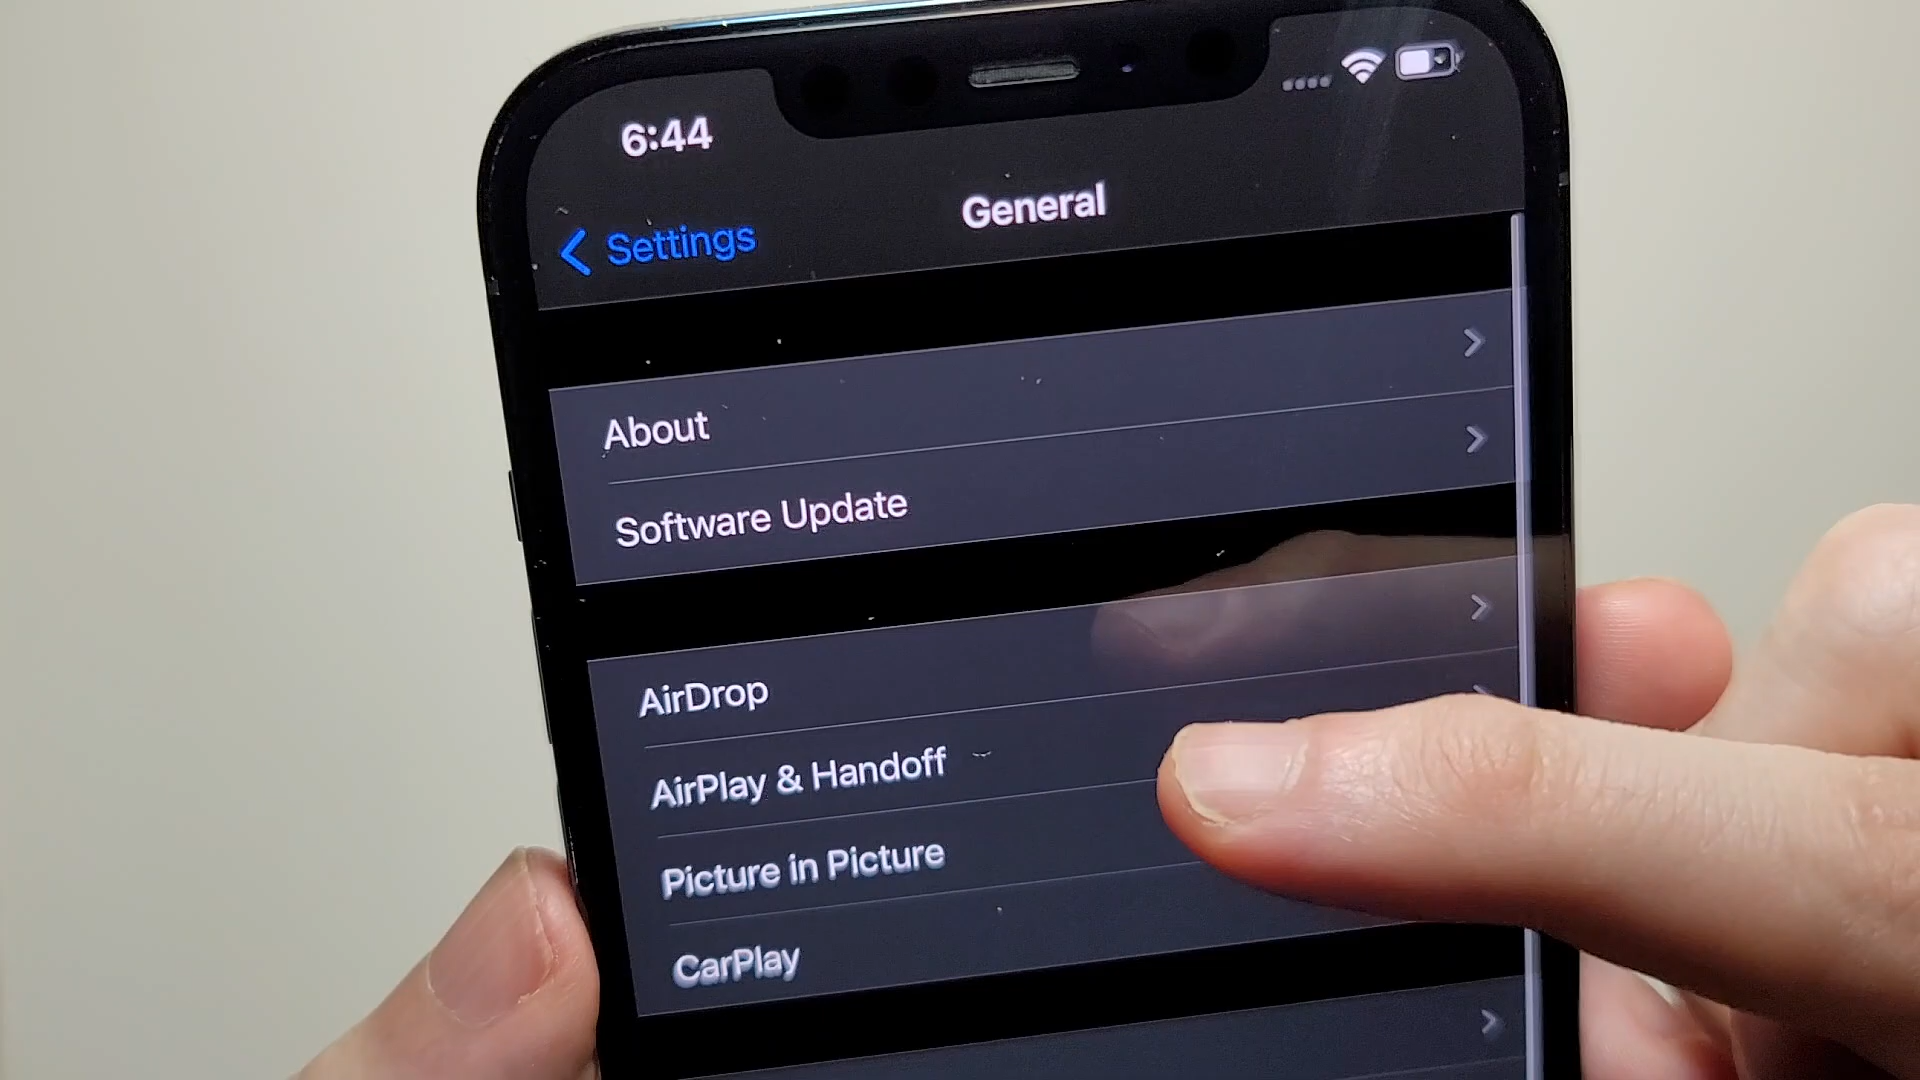 6:44
Settings
General
About
Software Update
AirDrop
AirPlay & Handoff
Picture in Picture
CarPlay